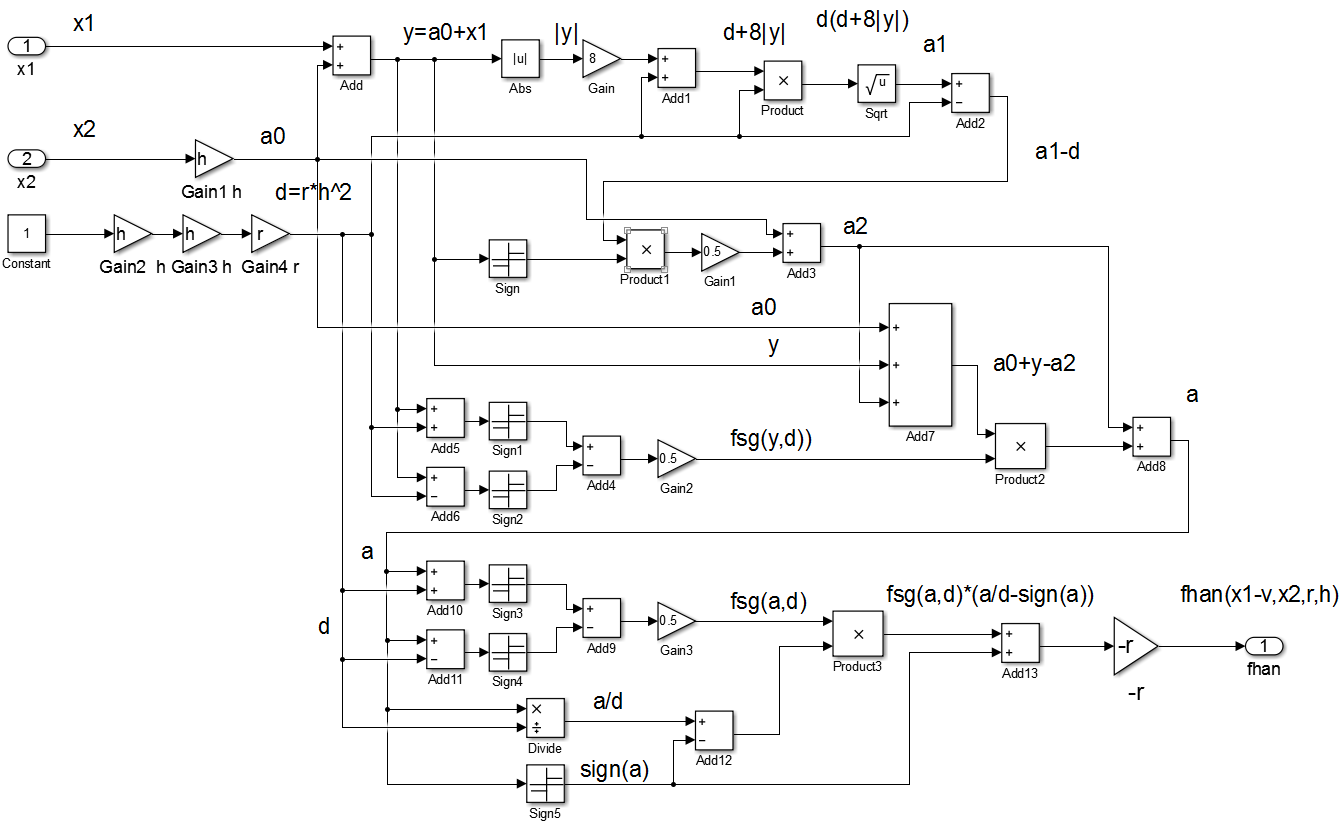 x1
y=a0+x1
|y|
d+8|y|
d(d+8|y|)
a1
1
x1
+
+
Add
|u|
Abs
8
Gain
+
+
Add1
×
Product
√u
Sqrt
+
−
Add2
a1-d
x2
a0
2
x2
h
Gain1 h
d=r*h^2
1
Constant
h
Gain2 h
h
Gain3 h
r
Gain4 r
Sign
×
Product1
0.5
Gain1
+
+
Add3
a2
a0
y
+
+
+
Add7
a0+y-a2
a
+
+
Add5
Sign1
+
−
Add6
Sign2
+
−
Add4
0.5
Gain2
fsg(y,d))
×
Product2
+
+
Add8
a
d
+
+
Add10
Sign3
+
−
Add11
Sign4
+
−
Add9
0.5
Gain3
fsg(a,d)
×
Product3
fsg(a,d)*(a/d-sign(a))
+
+
Add13
-r
-r
fhan(x1-v,x2,r,h)
1
fhan
×
÷
Divide
a/d
+
−
Add12
Sign5
sign(a)